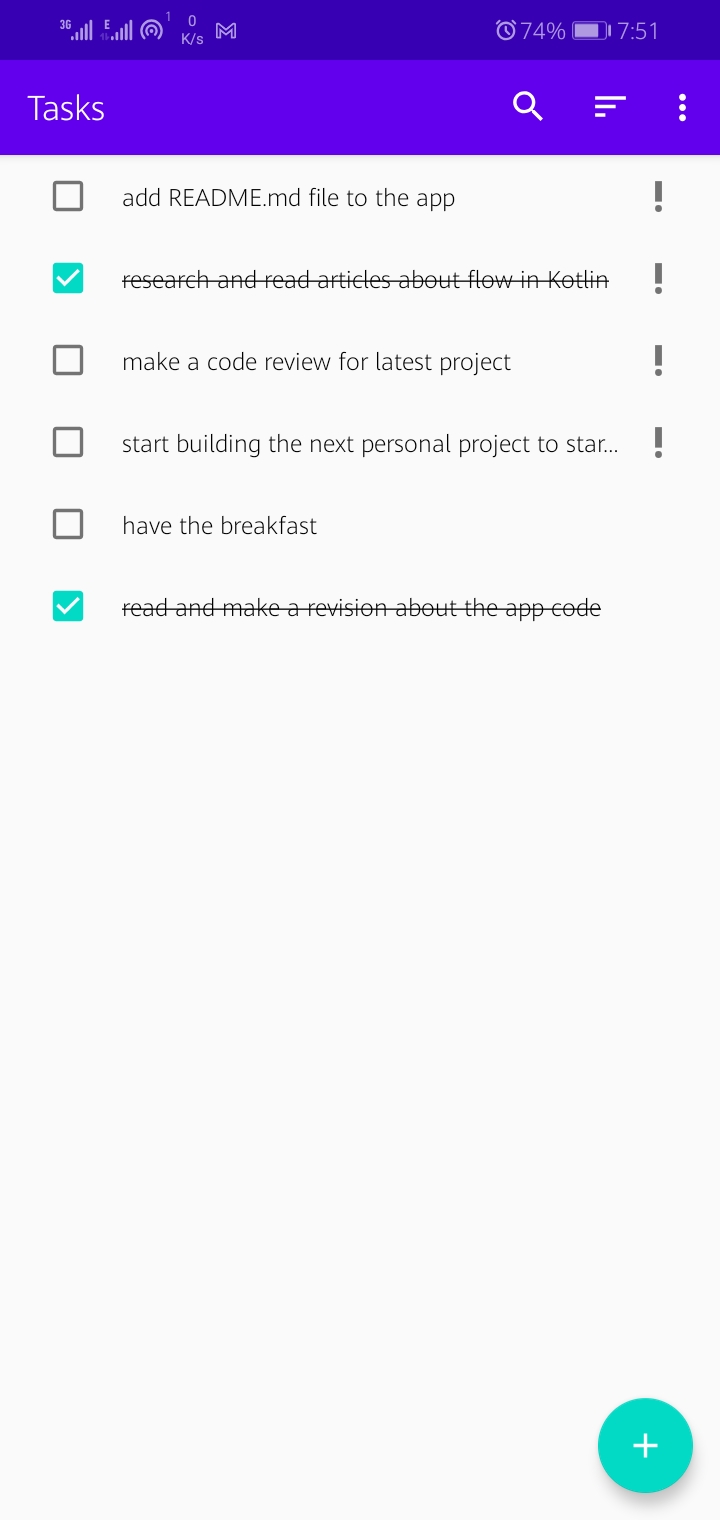 3G E 1 0 K/s 74% 7:51
Tasks
add README.md file to the app
research and read articles about flow in Kotlin
make a code review for latest project
start building the next personal project to star...
have the breakfast
read and make a revision about the app code